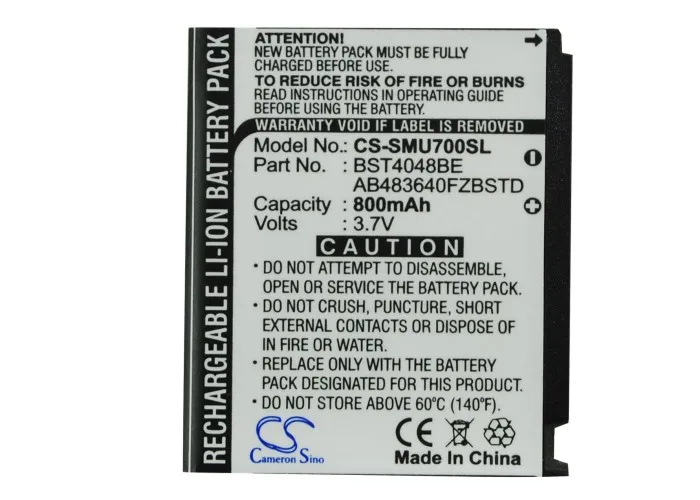 RECHARGEABLE LI-ION BATTERY PACK
ATTENTION!
NEW BATTERY PACK MUST BE FULLY
CHARGED BEFORE USE.
TO REDUCE RISK OF FIRE OR BURNS
READ INSTRUCTIONS IN OPERATING GUIDE
BEFORE USING THE BATTERY.
WARRANTY VOID IF LABEL IS REMOVED
Model No.: CS-SMU700SL
Part No. : BST4048BE
AB483640FZBSTD
Capacity : 800mAh
Volts : 3.7V
CAUTION
• DO NOT ATTEMPT TO DISASSEMBLE,
OPEN OR SERVICE THE BATTERY PACK.
• DO NOT CRUSH, PUNCTURE, SHORT
EXTERNAL CONTACTS OR DISPOSE OF
IN FIRE OR WATER.
• REPLACE ONLY WITH THE BATTERY
PACK DESIGNATED FOR THIS PRODUCT.
• DO NOT STORE ABOVE 60°C (140°F).
CS
Cameron Sino
CE
Made in China